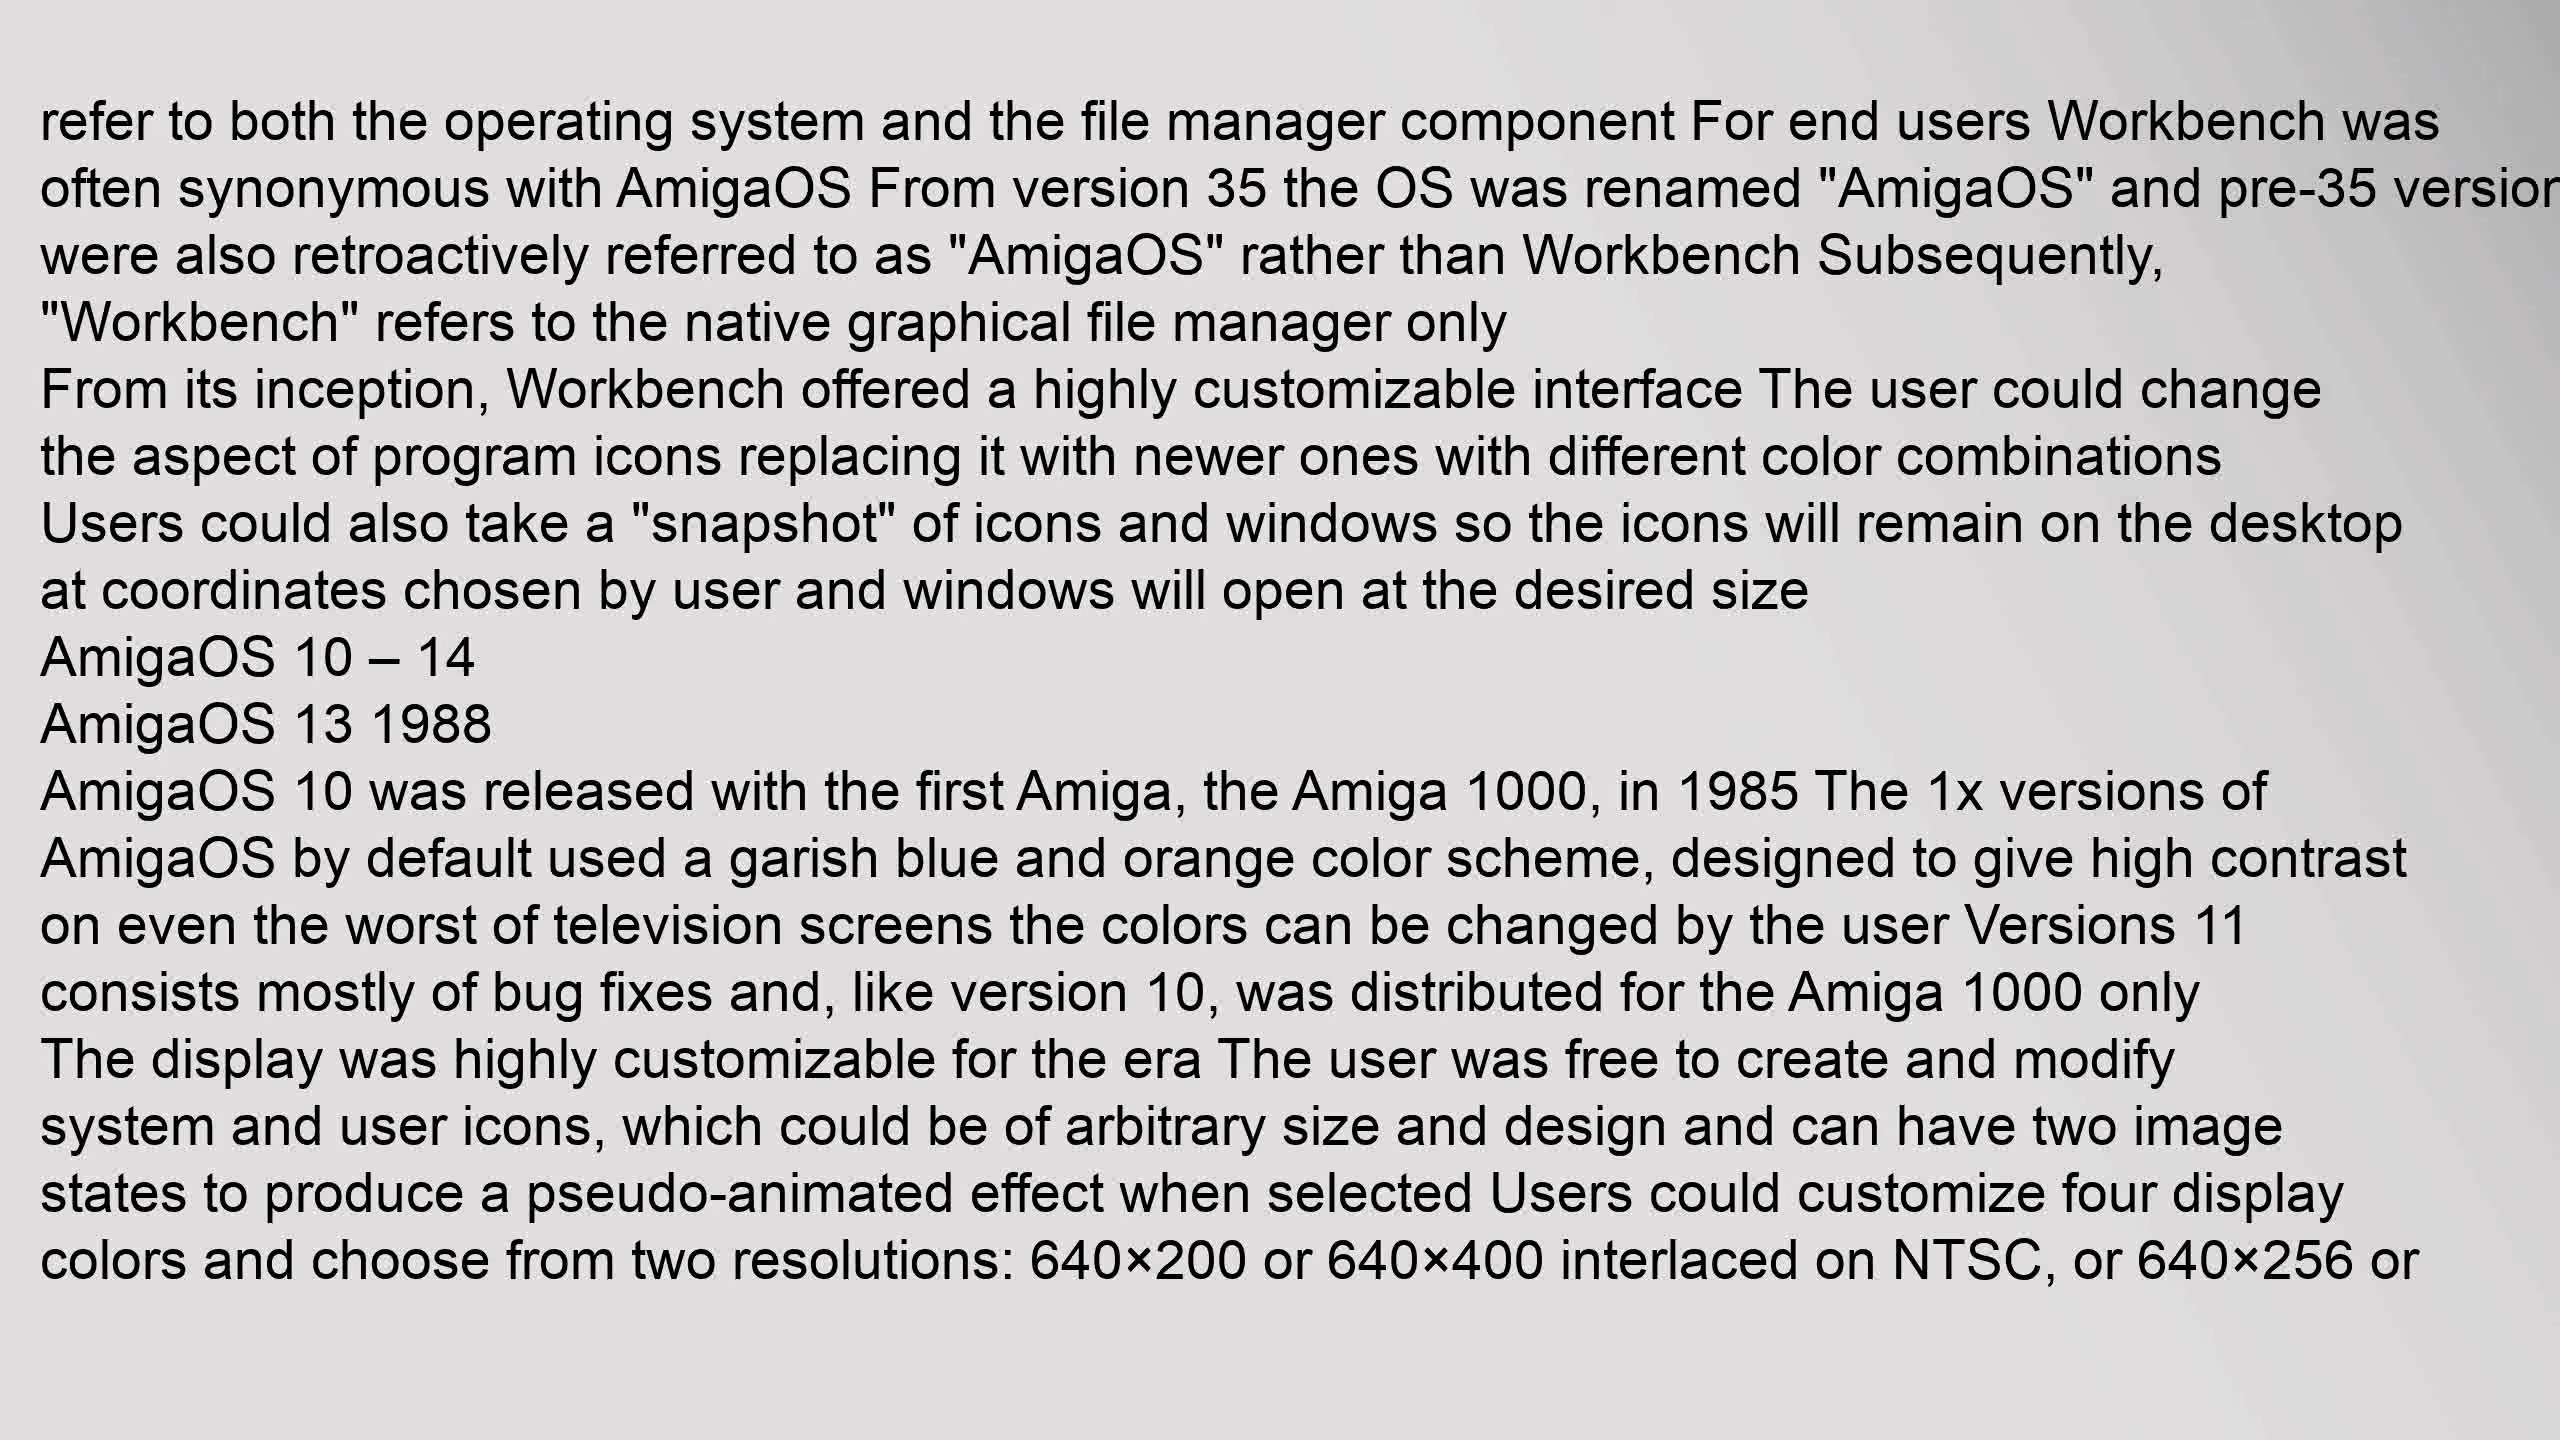 refer to both the operating system and the file manager component For end users Workbench was
often synonymous with AmigaOS From version 35 the OS was renamed "AmigaOS" and pre-35 version
were also retroactively referred to as "AmigaOS" rather than Workbench Subsequently,
"Workbench" refers to the native graphical file manager only
From its inception, Workbench offered a highly customizable interface The user could change
the aspect of program icons replacing it with newer ones with different color combinations
Users could also take a "snapshot" of icons and windows so the icons will remain on the desktop
at coordinates chosen by user and windows will open at the desired size
AmigaOS 10 – 14
AmigaOS 13 1988
AmigaOS 10 was released with the first Amiga, the Amiga 1000, in 1985 The 1x versions of
AmigaOS by default used a garish blue and orange color scheme, designed to give high contrast
on even the worst of television screens the colors can be changed by the user Versions 11
consists mostly of bug fixes and, like version 10, was distributed for the Amiga 1000 only
The display was highly customizable for the era The user was free to create and modify
system and user icons, which could be of arbitrary size and design and can have two image
states to produce a pseudo-animated effect when selected Users could customize four display
colors and choose from two resolutions: 640×200 or 640×400 interlaced on NTSC, or 640×256 or